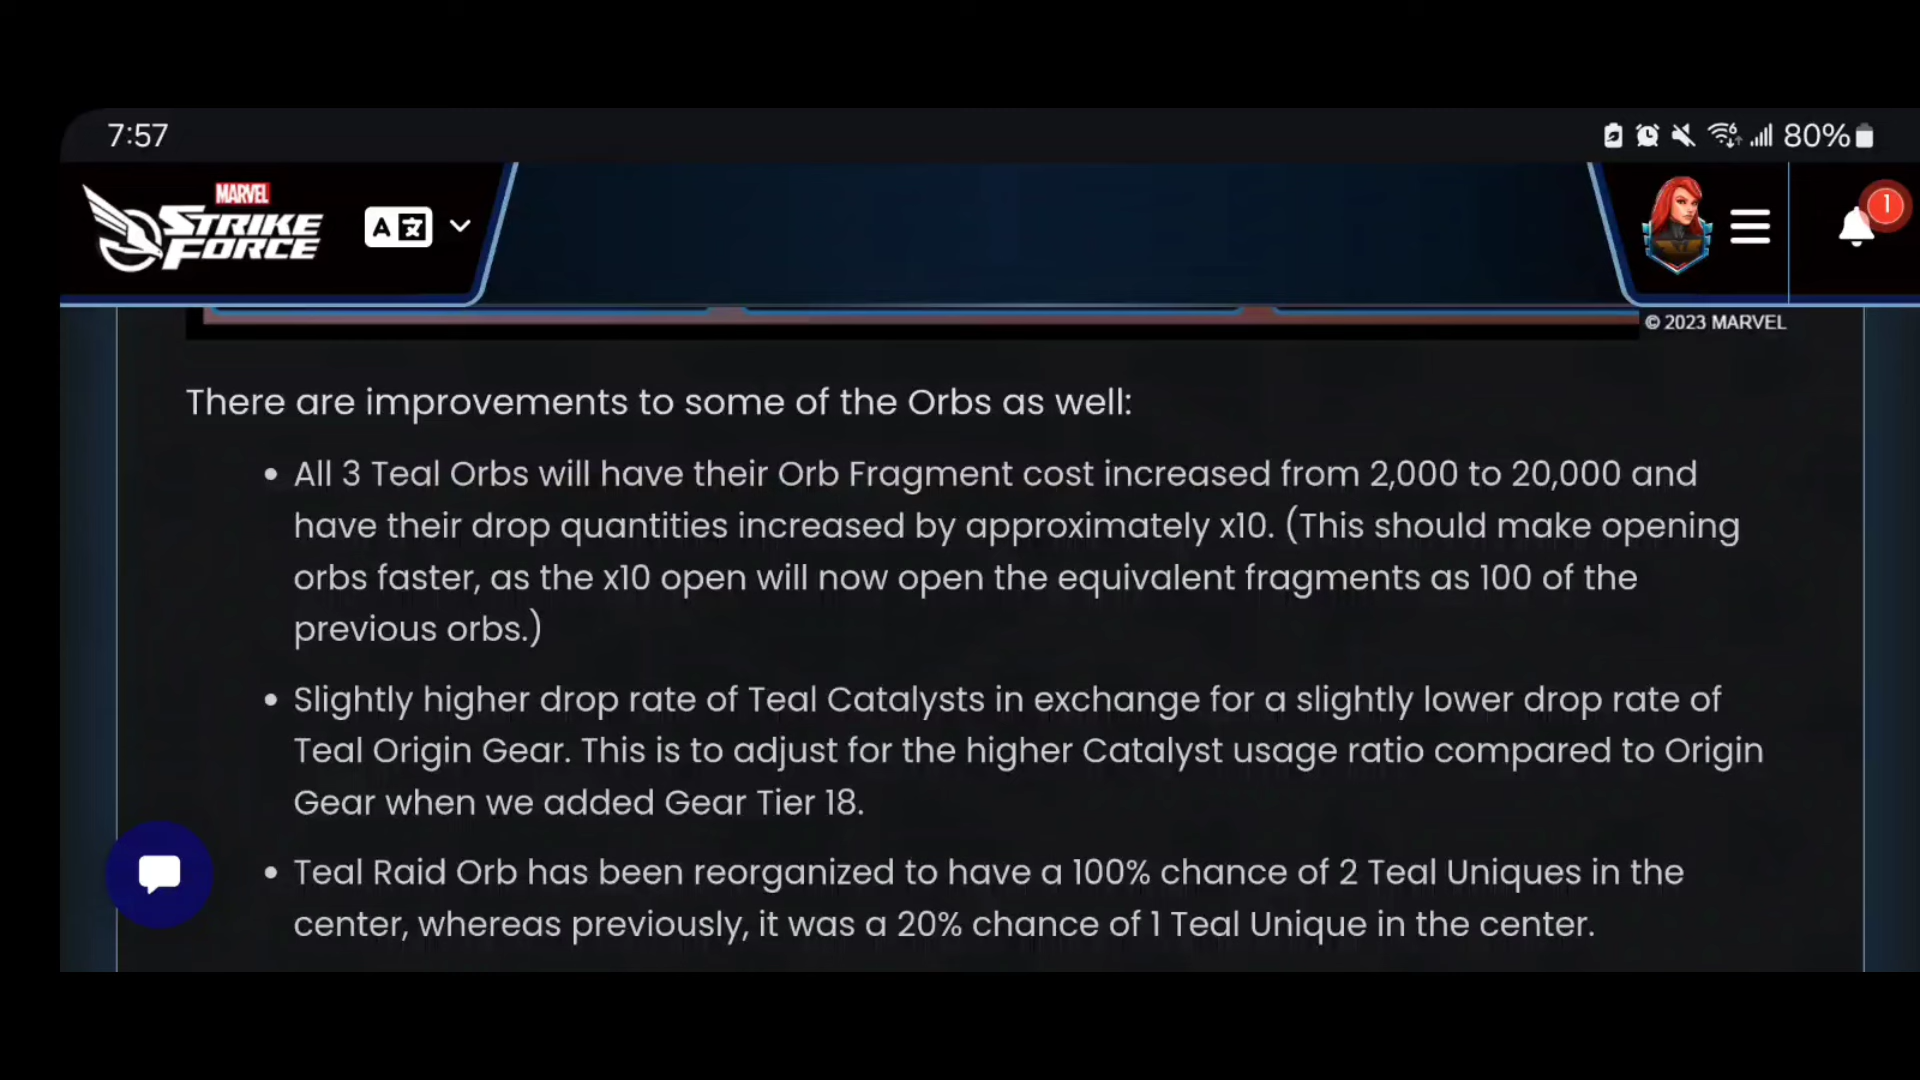 7:57
80%
MARVEL
STRIKE
FORCE
A 文
1
© 2023 MARVEL
There are improvements to some of the Orbs as well:
• All 3 Teal Orbs will have their Orb Fragment cost increased from 2,000 to 20,000 and
have their drop quantities increased by approximately x10. (This should make opening
orbs faster, as the x10 open will now open the equivalent fragments as 100 of the
previous orbs.)
• Slightly higher drop rate of Teal Catalysts in exchange for a slightly lower drop rate of
Teal Origin Gear. This is to adjust for the higher Catalyst usage ratio compared to Origin
Gear when we added Gear Tier 18.
• Teal Raid Orb has been reorganized to have a 100% chance of 2 Teal Uniques in the
center, whereas previously, it was a 20% chance of 1 Teal Unique in the center.